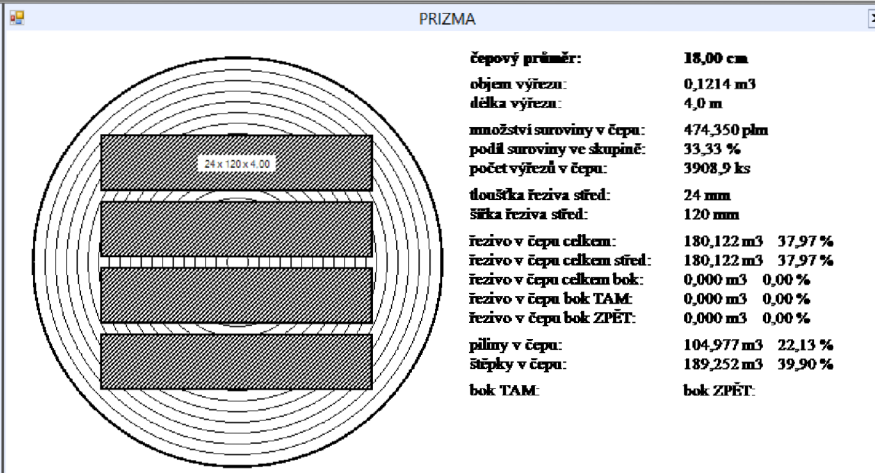 PRIZMA
24 x 120 x 4.00
čepový průměr: 18,00 cm
objem výřezu: 0,1214 m3
délka výřezu: 4,0 m
množství suroviny v čepu: 474,350 plm
podíl suroviny ve skupině: 33,33 %
počet výřezů v čepu: 3908,9 ks
tloušťka řeziva střed: 24 mm
šířka řeziva střed: 120 mm
řezivo v čepu celkem: 180,122 m3 37,97 %
řezivo v čepu celkem střed: 180,122 m3 37,97 %
řezivo v čepu celkem bok: 0,000 m3 0,00 %
řezivo v čepu bok TAM: 0,000 m3 0,00 %
řezivo v čepu bok ZPĚT: 0,000 m3 0,00 %
piliny v čepu: 104,977 m3 22,13 %
štěpky v čepu: 189,252 m3 39,90 %
bok TAM: bok ZPĚT: